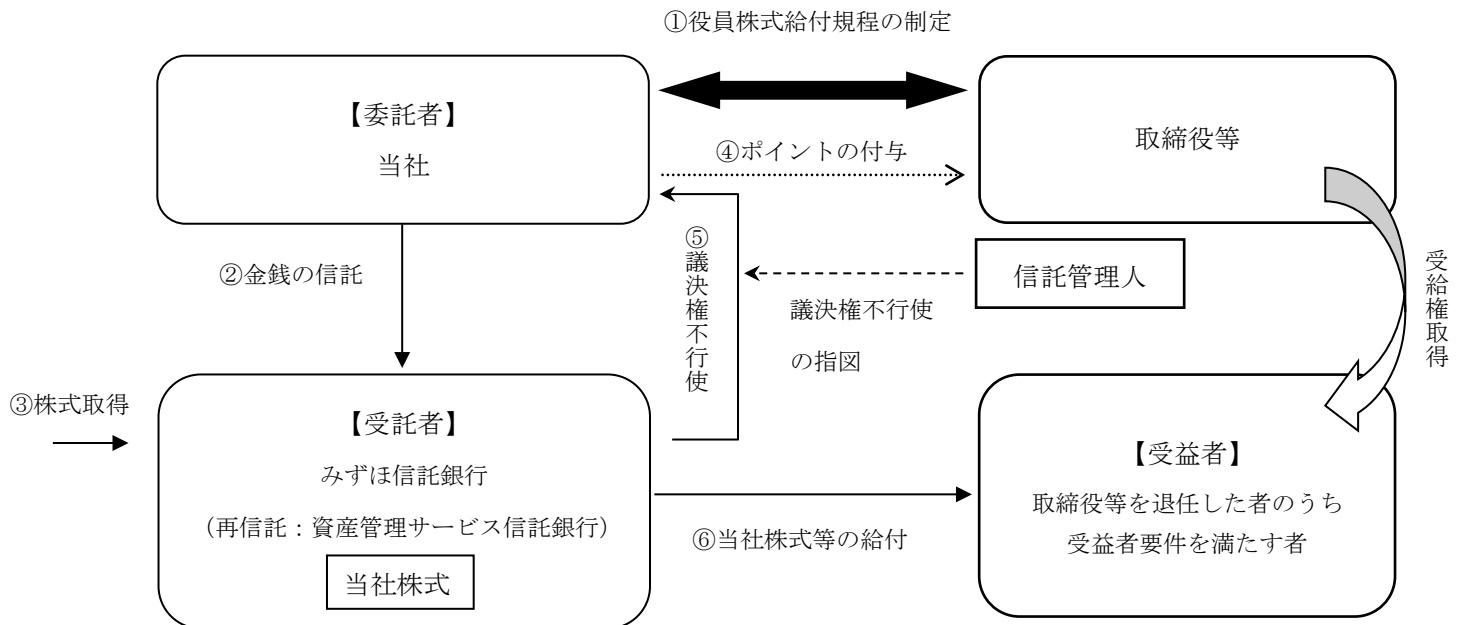 ①役員株式給付規程の制定
【委託者】
当社
取締役等
④ポイントの付与
②金銭の信託
⑤議決権不行使
信託管理人
議決権不行使
の指図
受給権取得
③株式取得
【受託者】
みずほ信託銀行
（再信託：資産管理サービス信託銀行）
当社株式
⑥当社株式等の給付
【受益者】
取締役等を退任した者のうち
受益者要件を満たす者